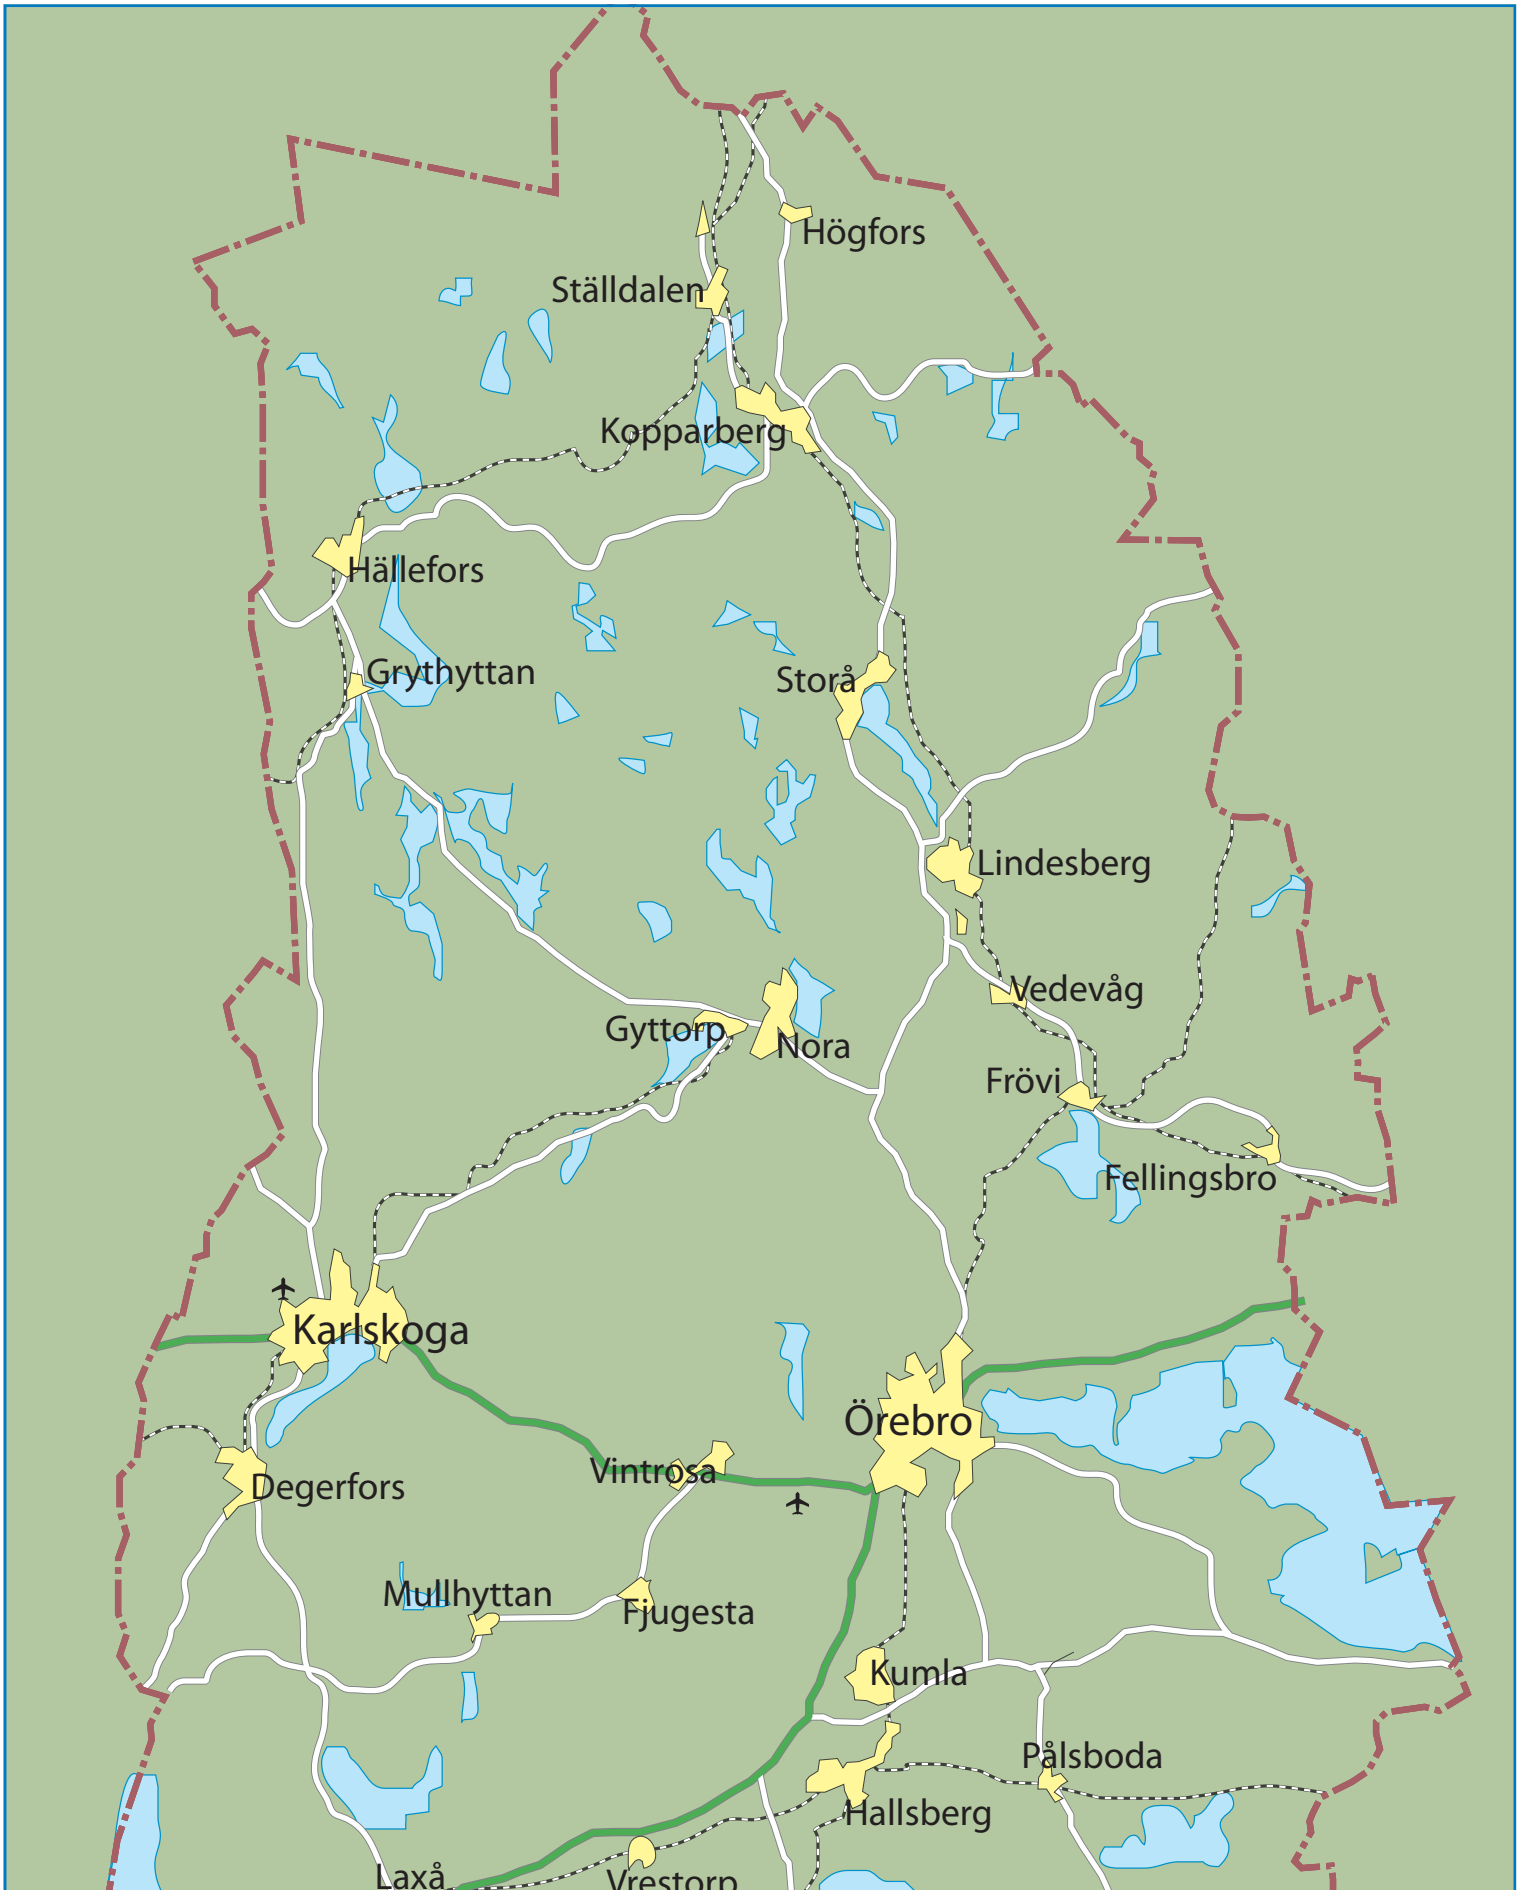 Högfors
Ställdalen
Kopparberg
Hällefors
Grythyttan
Storå
Lindesberg
Vedevåg
Gyttorp
Nora
Frövi
Fellingsbro
Karlskoga
Örebro
Vintrosa
Degerfors
Mullhyttan
Fjugesta
Kumla
Pålsboda
Hallsberg
Laxå
Vrestorp